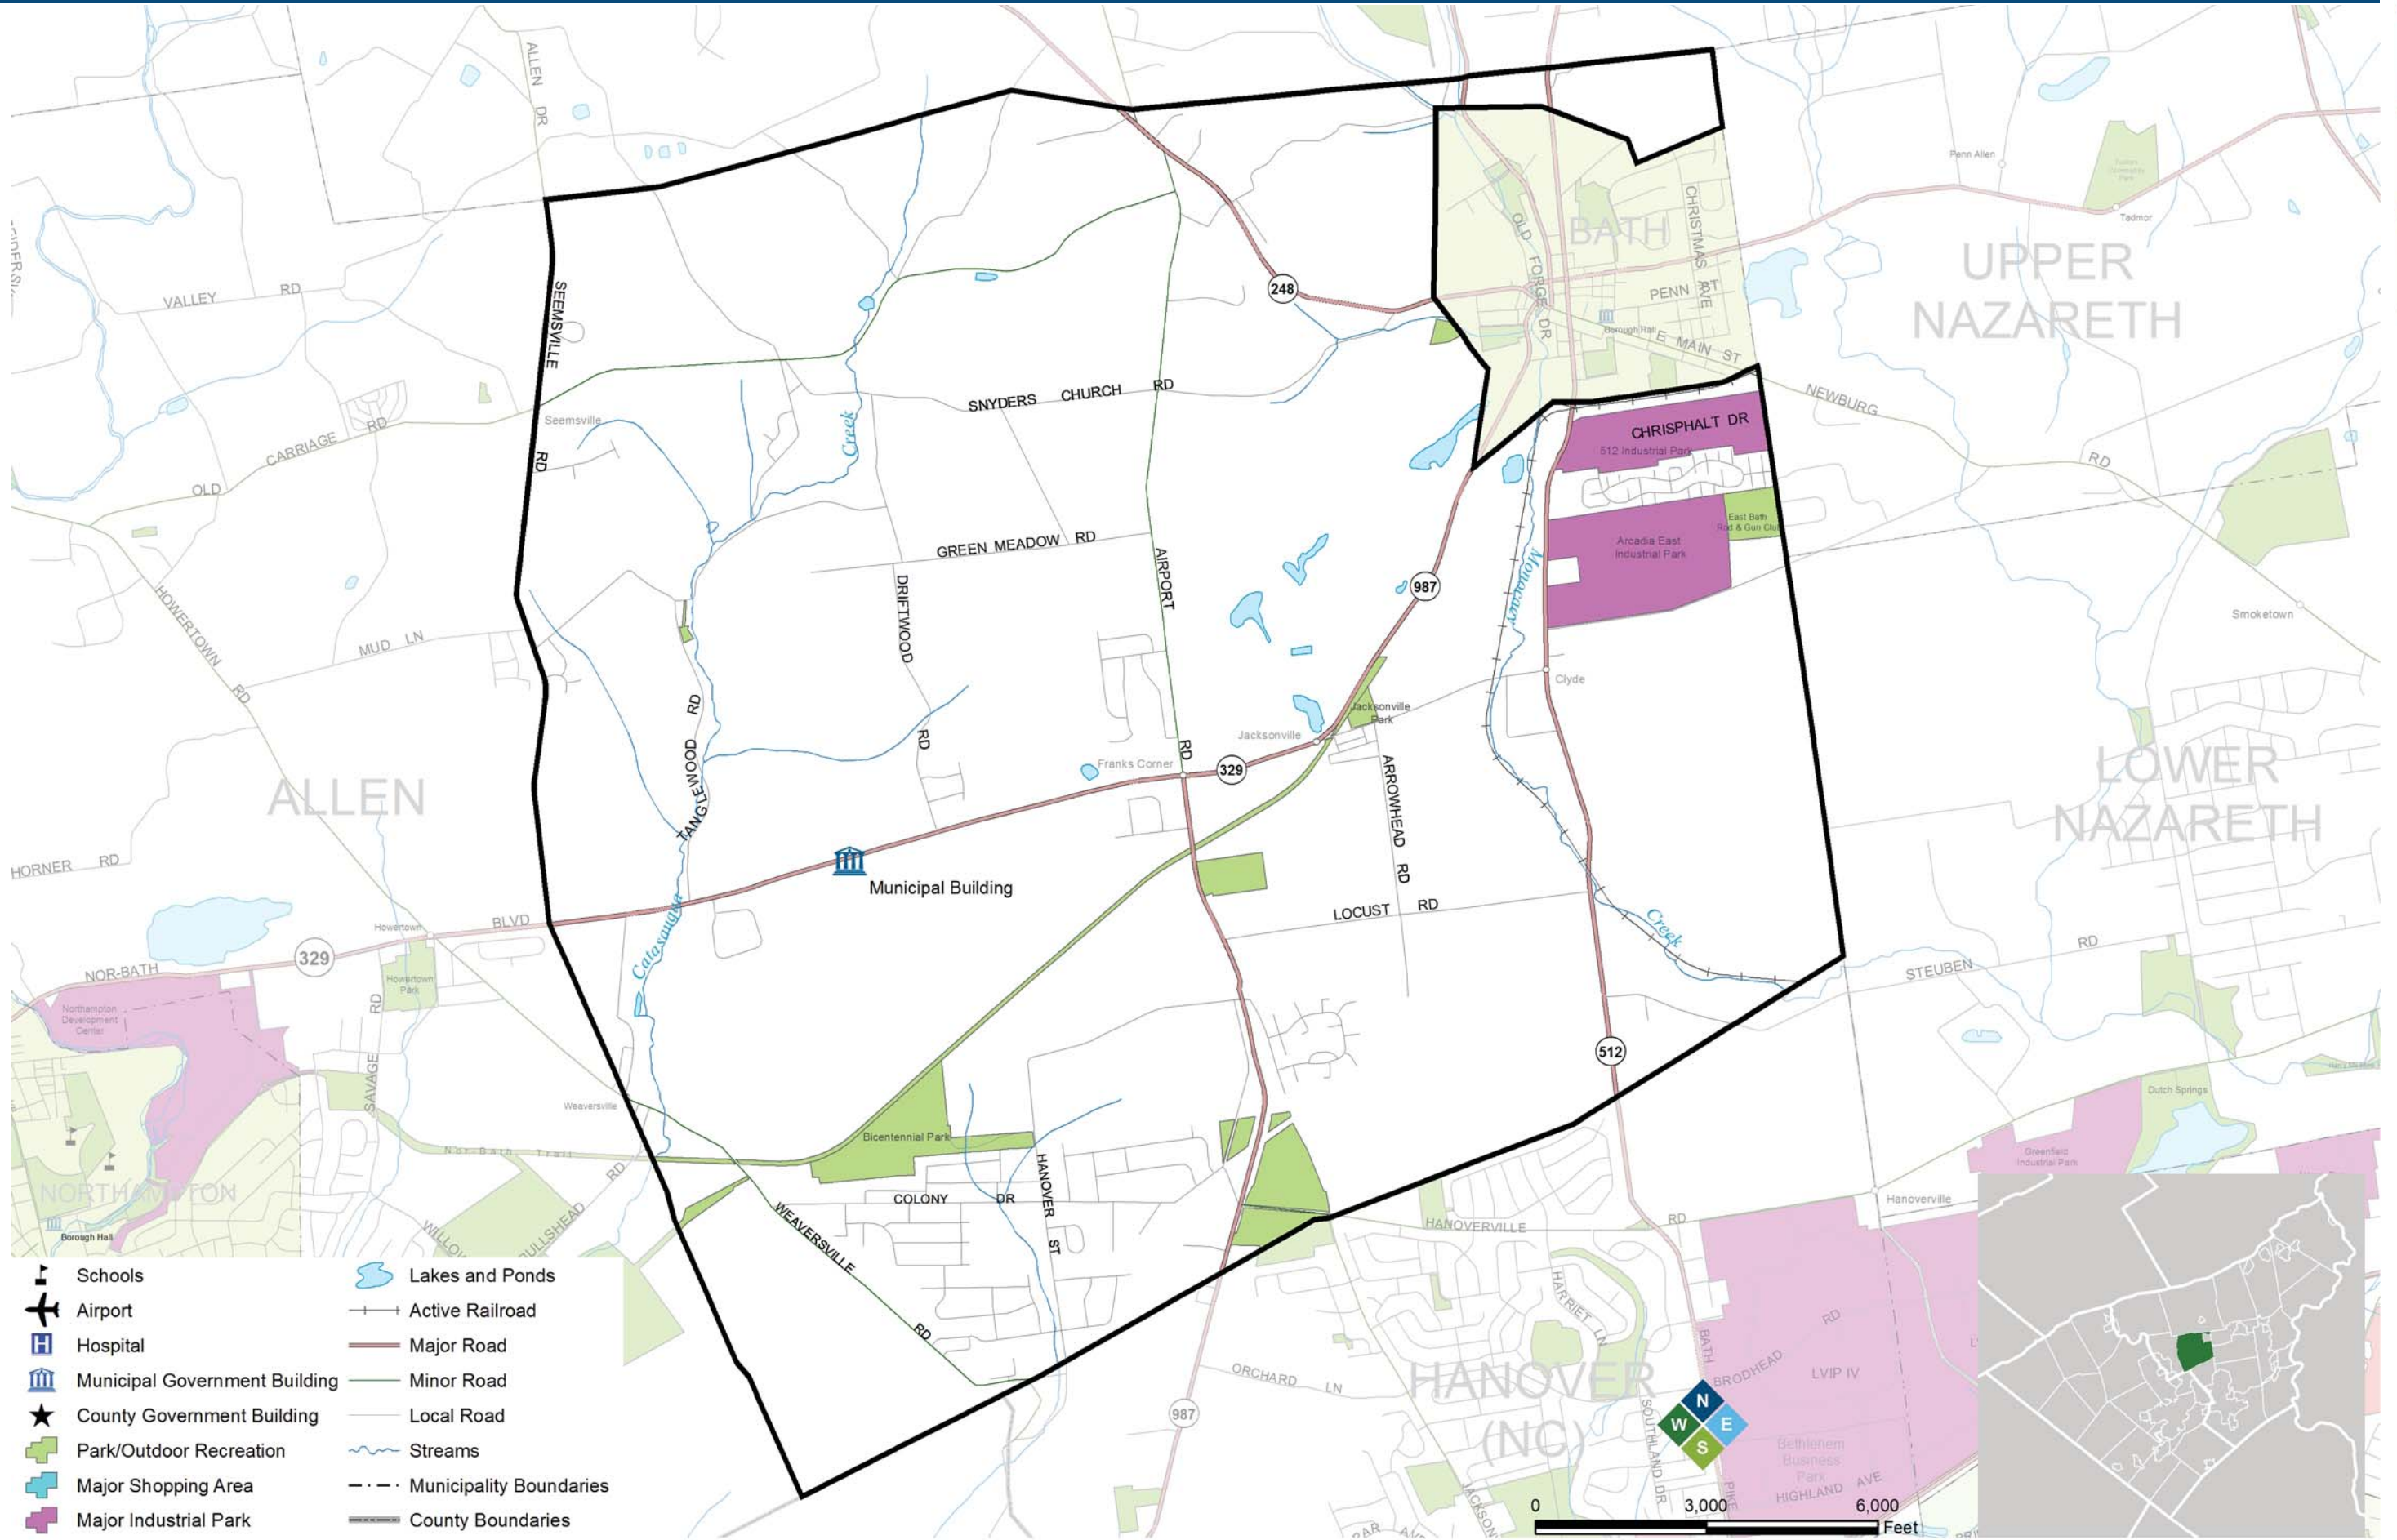 ALLEN DR
VALLEY RD
SEEMSVILLE RD
Seemsville
OLD CARRIAGE RD
HOWERTOWN RD
MUD LN
ALLEN
HORNER RD
248
BATH
OLD FORGE DR
CHRISTMAS AVE
PENN ST
Borough Hall
E MAIN ST
Penn Allen
Tadmor
UPPER
NAZARETH
NEWBURG RD
SNYDERS CHURCH RD
Creek
GREEN MEADOW RD
DRIFTWOOD RD
AIRPORT RD
987
Monocacy
CHRISPHALT DR
512 Industrial Park
East Bath
Rod & Gun Club
Arcadia East
Industrial Park
Smoketown
Clyde
Jacksonville
Park
Jacksonville
Franks Corner
329
ARROWHEAD RD
LOCUST RD
TANGLEWOOD RD
LOWER
NAZARETH
Municipal Building
Catasauqua
Creek
STEUBEN RD
512
Howertown
BLVD
329
NOR-BATH
Howertown
Park
Northampton
Development
Center
SAVAGE RD
Weaversville
Nor-Bath Trail
NORTHAMPTON
Borough Hall
BULLSHEAD RD
Bicentennial Park
COLONY DR
HANOVER ST
WEAVERSVILLE RD
Dutch Springs
Greenfield
Industrial Park
Hanoverville
HANOVERVILLE RD
HARRIET LN
ORCHARD LN
HANOVER
(NC)
987
BATH PIKE
BRODHEAD RD
LVIP IV
SOUTHLAND DR
Bethlehem
Business
Park
HIGHLAND AVE
N
W E
S
0 3,000 6,000
Feet
Schools
Airport
H Hospital
Municipal Government Building
County Government Building
Park/Outdoor Recreation
Major Shopping Area
Major Industrial Park
Lakes and Ponds
Active Railroad
Major Road
Minor Road
Local Road
Streams
Municipality Boundaries
County Boundaries